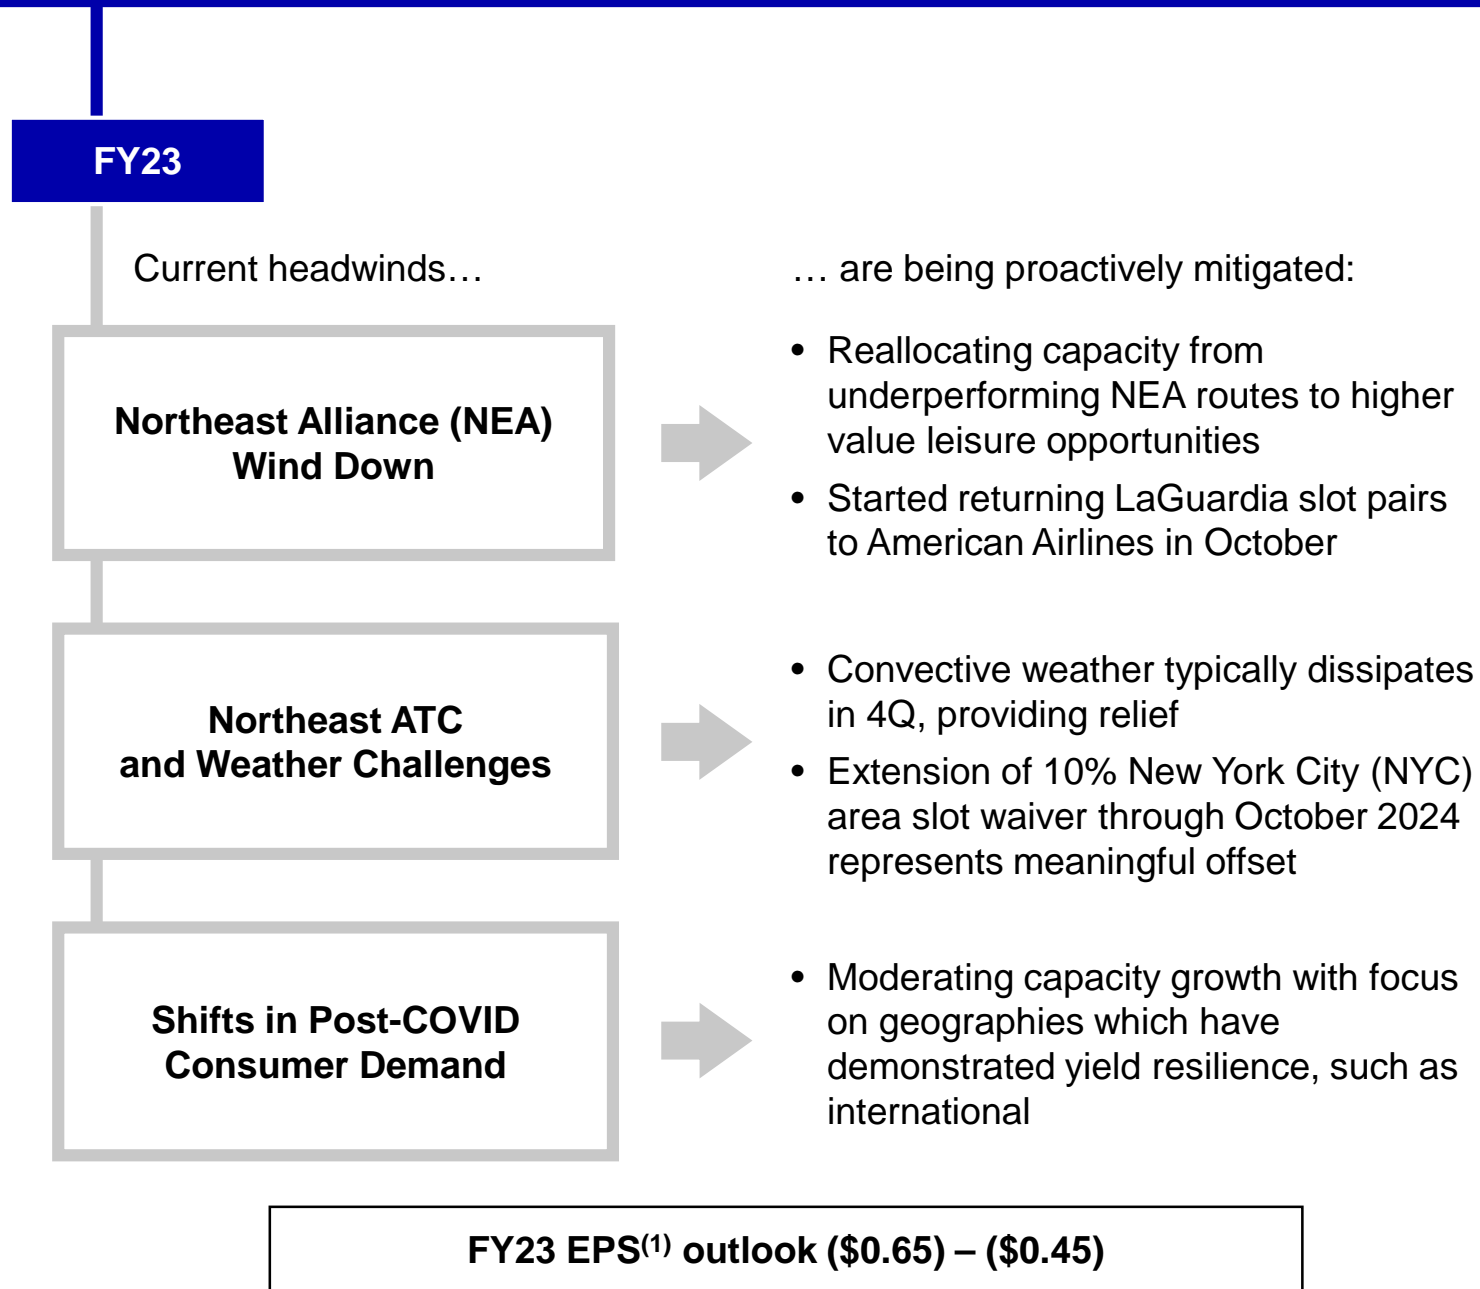 FY23
Current headwinds…
… are being proactively mitigated:
Northeast Alliance (NEA)
Wind Down
• Reallocating capacity from
underperforming NEA routes to higher
value leisure opportunities
• Started returning LaGuardia slot pairs
to American Airlines in October
Northeast ATC
and Weather Challenges
• Convective weather typically dissipates
in 4Q, providing relief
• Extension of 10% New York City (NYC)
area slot waiver through October 2024
represents meaningful offset
Shifts in Post-COVID
Consumer Demand
• Moderating capacity growth with focus
on geographies which have
demonstrated yield resilience, such as
international
FY23 EPS(1) outlook ($0.65) – ($0.45)